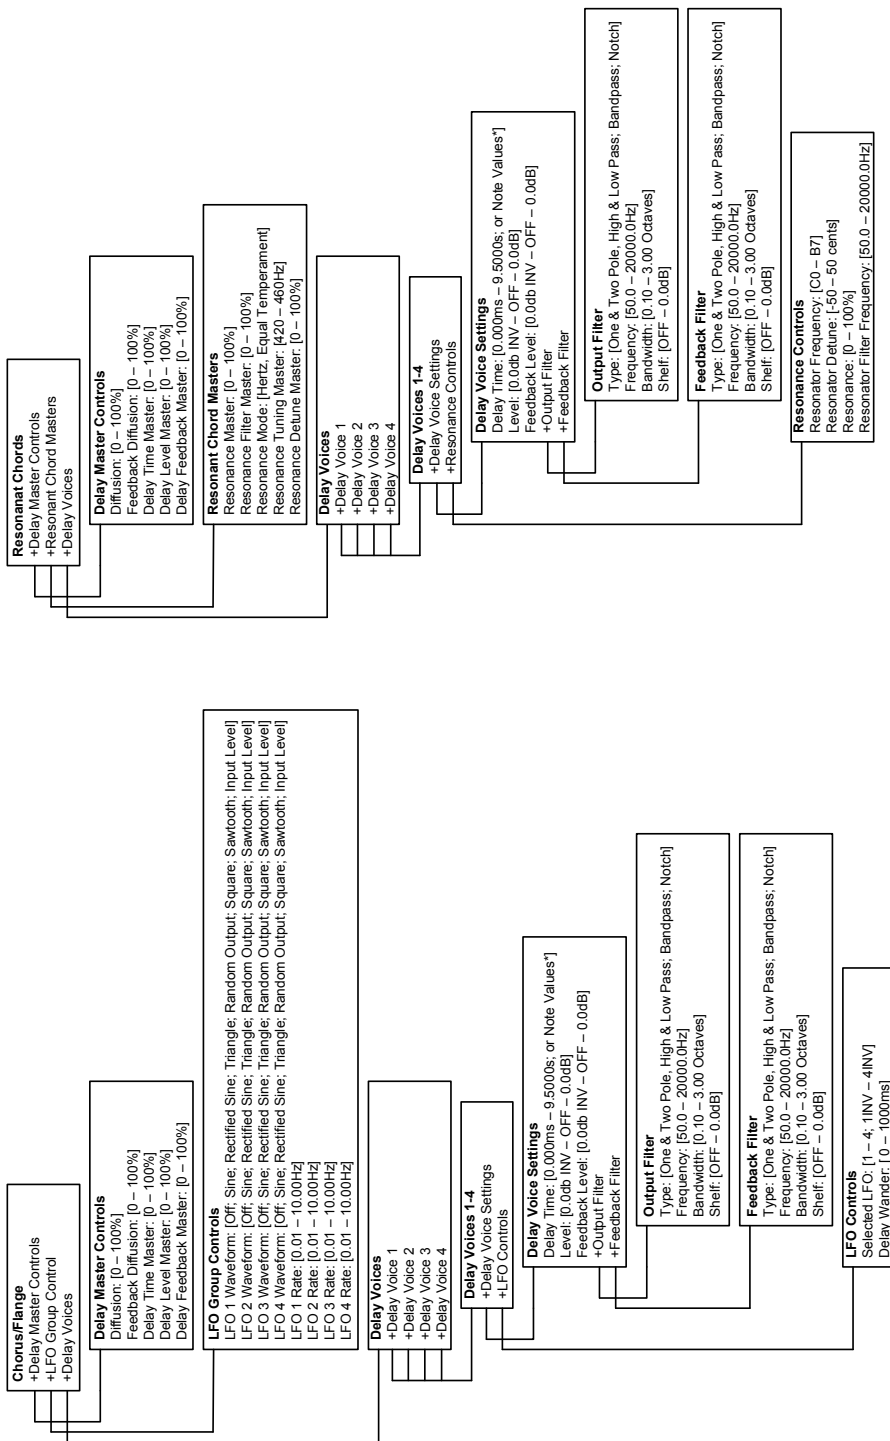 Chorus/Flange
+Delay Master Controls
+LFO Group Control
+Delay Voices
Delay Master Controls
Diffusion: [0 – 100%]
Feedback Diffusion: [0 – 100%]
Delay Time Master: [0 – 100%]
Delay Level Master: [0 – 100%]
Delay Feedback Master: [0 – 100%]
LFO Group Controls
LFO 1 Waveform: [Off; Sine; Rectified Sine; Triangle; Random Output; Square; Sawtooth; Input Level]
LFO 2 Waveform: [Off; Sine; Rectified Sine; Triangle; Random Output; Square; Sawtooth; Input Level]
LFO 3 Waveform: [Off; Sine; Rectified Sine; Triangle; Random Output; Square; Sawtooth; Input Level]
LFO 4 Waveform: [Off; Sine; Rectified Sine; Triangle; Random Output; Square; Sawtooth; Input Level]
LFO 1 Rate: [0.01 – 10.00Hz]
LFO 2 Rate: [0.01 – 10.00Hz]
LFO 3 Rate: [0.01 – 10.00Hz]
LFO 4 Rate: [0.01 – 10.00Hz]
Delay Voices
+Delay Voice 1
+Delay Voice 2
+Delay Voice 3
+Delay Voice 4
Delay Voices 1-4
+Delay Voice Settings
+LFO Controls
Delay Voice Settings
Delay Time: [0.000ms – 9.5000s; or Note Values*]
Level: [0.0db INV – OFF – 0.0dB]
Feedback Level: [0.0db INV – OFF – 0.0dB]
+Output Filter
+Feedback Filter
Output Filter
Type: [One & Two Pole, High & Low Pass; Bandpass; Notch]
Frequency: [50.0 – 20000.0Hz]
Bandwidth: [0.10 – 3.00 Octaves]
Shelf: [OFF – 0.0dB]
Feedback Filter
Type: [One & Two Pole, High & Low Pass; Bandpass; Notch]
Frequency: [50.0 – 20000.0Hz]
Bandwidth: [0.10 – 3.00 Octaves]
Shelf: [OFF – 0.0dB]
LFO Controls
Selected LFO: [1 – 4; 1INV – 4INV]
Delay Wander: [0 – 1000ms]
Resonanat Chords
+Delay Master Controls
+Resonant Chord Masters
+Delay Voices
Delay Master Controls
Diffusion: [0 – 100%]
Feedback Diffusion: [0 – 100%]
Delay Time Master: [0 – 100%]
Delay Level Master: [0 – 100%]
Delay Feedback Master: [0 – 100%]
Resonant Chord Masters
Resonance Master: [0 – 100%]
Resonance Filter Master: [0 – 100%]
Resonance Mode: [Hertz, Equal Temperament]
Resonance Tuning Master: [420 – 460Hz]
Resonance Detune Master: [0 – 100%]
Delay Voices
+Delay Voice 1
+Delay Voice 2
+Delay Voice 3
+Delay Voice 4
Delay Voices 1-4
+Delay Voice Settings
+Resonance Controls
Delay Voice Settings
Delay Time: [0.000ms – 9.5000s; or Note Values*]
Level: [0.0db INV – OFF – 0.0dB]
Feedback Level: [0.0db INV – OFF – 0.0dB]
+Output Filter
+Feedback Filter
Output Filter
Type: [One & Two Pole, High & Low Pass; Bandpass; Notch]
Frequency: [50.0 – 20000.0Hz]
Bandwidth: [0.10 – 3.00 Octaves]
Shelf: [OFF – 0.0dB]
Feedback Filter
Type: [One & Two Pole, High & Low Pass; Bandpass; Notch]
Frequency: [50.0 – 20000.0Hz]
Bandwidth: [0.10 – 3.00 Octaves]
Shelf: [OFF – 0.0dB]
Resonance Controls
Resonator Frequency: [C0 – B7]
Resonator Detune: [-50 – 50 cents]
Resonance: [0 – 100%]
Resonator Filter Frequency: [50.0 – 20000.0Hz]